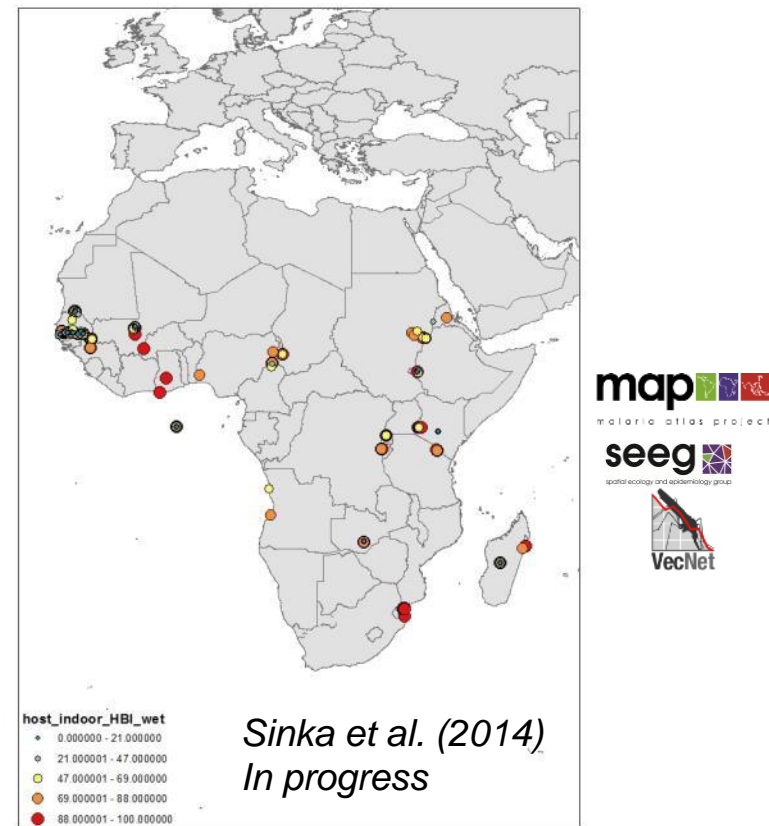 map
malaria atlas project
seeg
spatial ecology and epidemiology group
VecNet
host_indoor_HBI_wet
0.000000 - 21.000000
21.000001 - 47.000000
47.000001 - 69.000000
69.000001 - 88.000000
88.000001 - 100.000000
Sinka et al. (2014)
In progress